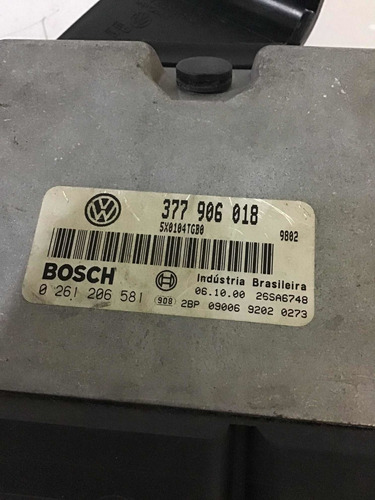 377 906 018
5X0104TGB0 9802
BOSCH
Indústria Brasileira
06.10.00 26SA6748
0 261 206 581 908 2BP 09006 9202 0273